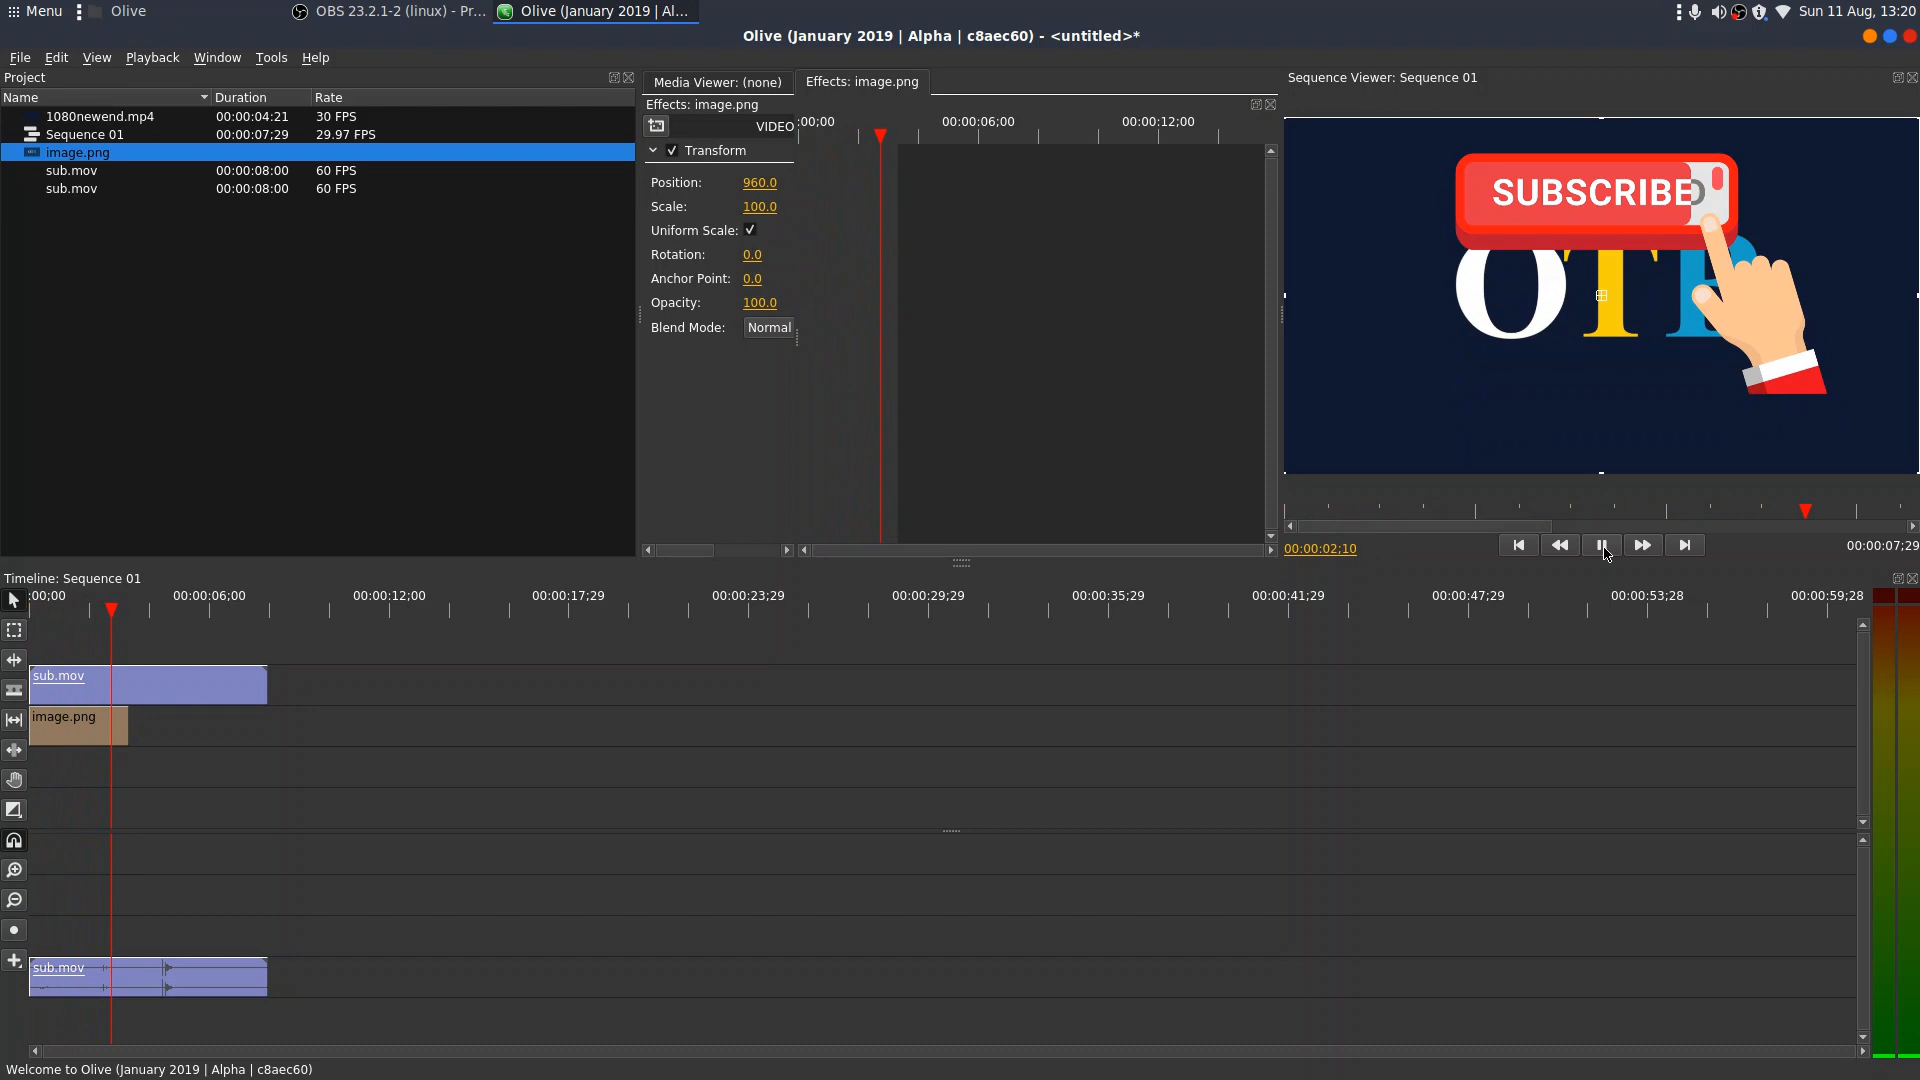 Menu
Olive
OBS 23.2.1-2 (linux) - Pr...
Olive (January 2019 | Al...
Sun 11 Aug, 13:20
Olive (January 2019 | Alpha | c8aec60) - <untitled>*
File Edit View Playback Window Tools Help
Project
Name Duration Rate
1080newend.mp4 00:00:04:21 30 FPS
Sequence 01 00:00:07;29 29.97 FPS
image.png
sub.mov 00:00:08:00 60 FPS
sub.mov 00:00:08:00 60 FPS
Media Viewer: (none)
Effects: image.png
Effects: image.png
VIDEO
:00;00 00:00:06;00 00:00:12;00
Transform
Position: 960.0
Scale: 100.0
Uniform Scale:
Rotation: 0.0
Anchor Point: 0.0
Opacity: 100.0
Blend Mode: Normal
Sequence Viewer: Sequence 01
SUBSCRIBED
OT
00:00:02;10
00:00:07;29
Timeline: Sequence 01
:00;00 00:00:06;00 00:00:12;00 00:00:17;29 00:00:23;29 00:00:29;29 00:00:35;29 00:00:41;29 00:00:47;29 00:00:53;28 00:00:59;28
sub.mov
image.png
sub.mov
Welcome to Olive (January 2019 | Alpha | c8aec60)